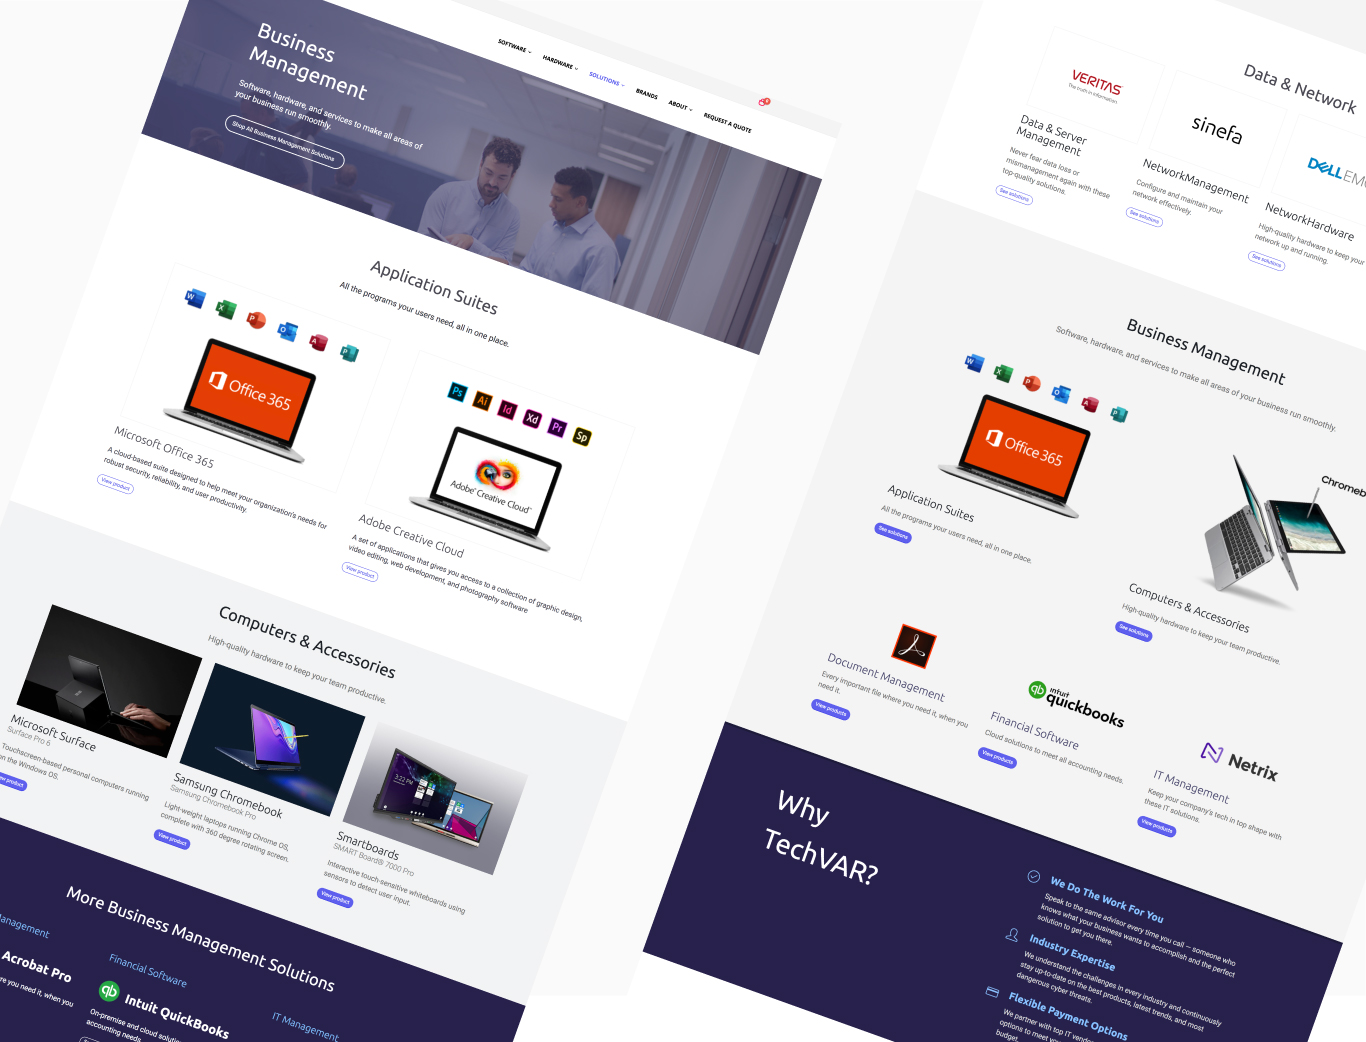 Business
Management
Software, hardware, and services to make all areas of
your business run smoothly.
Shop All Business Management Solutions
SOFTWARE
HARDWARE
SOLUTIONS
BRANDS
ABOUT
REQUEST A QUOTE
Application Suites
All the programs your users need, all in one place.
W
X
P
O
A
P
Office 365
Microsoft Office 365
A cloud-based suite designed to help meet your organization's needs for
robust security, reliability, and user productivity.
View product
Ps
Ai
Id
Xd
Pr
Sp
Adobe Creative Cloud
Adobe Creative Cloud
A set of applications that gives you access to a collection of graphic design,
video editing, web development, and photography software
View product
Computers & Accessories
High-quality hardware to keep your team productive.
Microsoft Surface
Surface Pro 6
Touchscreen-based personal computers running
on the Windows OS.
product
Samsung Chromebook
Samsung Chromebook Pro
Light-weight laptops running Chrome OS,
complete with 360 degree rotating screen.
View product
3:22 PM
Smartboards
SMART Board® 7000 Pro
Interactive touch-sensitive whiteboards using
sensors to detect user input.
View product
More Business Management Solutions
anagement
Acrobat Pro
re you need it, when you
Financial Software
qb
Intuit QuickBooks
On-premise and cloud solutio
accounting needs.
IT Management
Data & Network
VERITAS
The truth in information.
Data & Server
Management
Never fear data loss or
mismanagement again with these
top-quality solutions.
See solutions
sinefa
NetworkManagement
Configure and maintain your
network effectively.
See solutions
DELLEM
NetworkHardware
High-quality hardware to keep your
network up and running.
See solutions
Business Management
Software, hardware, and services to make all areas of your business run smoothly.
W
X
P
O
A
P
Office 365
Application Suites
All the programs your users need, all in one place.
See solutions
Chromeb
Computers & Accessories
High-quality hardware to keep your team productive.
See solutions
Document Management
Every important file where you need it, when you
need it.
View products
qb
intuit
quickbooks
Financial Software
Cloud solutions to meet all accounting needs.
View products
Netrix
IT Management
Keep your company's tech in top shape with
these IT solutions.
View products
Why
TechVAR?
We Do The Work For You
Speak to the same advisor every time you call – someone who
knows what your business wants to accomplish and the perfect
solution to get you there.
Industry Expertise
We understand the challenges in every industry and continuously
stay up-to-date on the best products, latest trends, and most
dangerous cyber threats.
Flexible Payment Options
We partner with top IT vendo
options to meet you
budget.